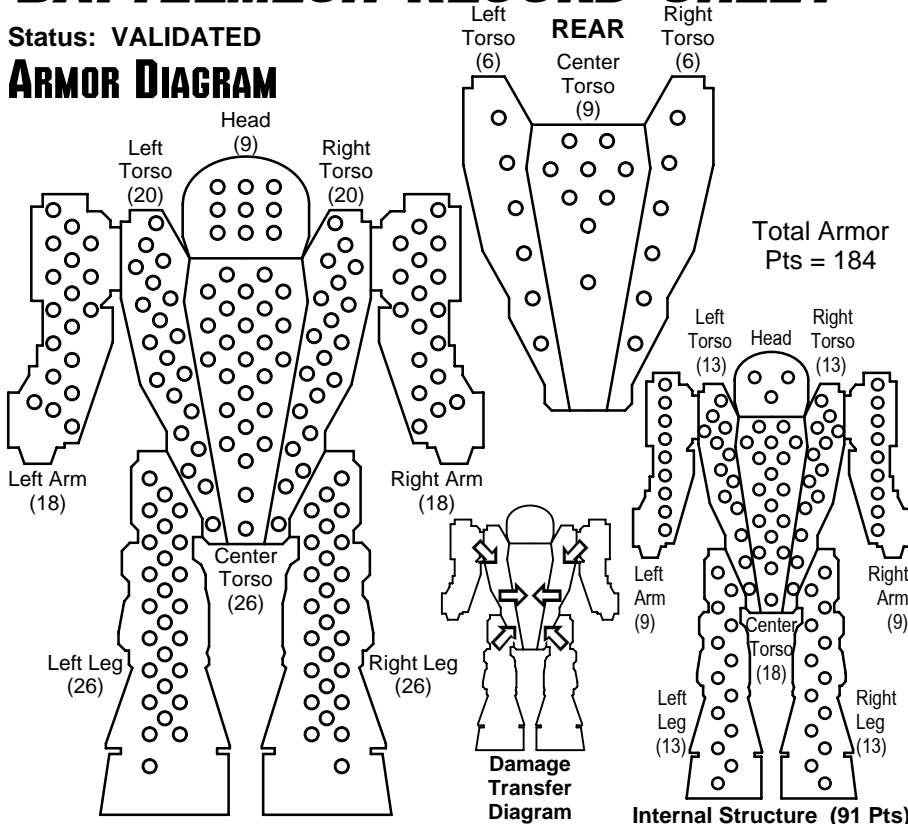 BATTLEMECH RECORD SHEET
Status: VALIDATED
ARMOR DIAGRAM
Left
Torso
(6)
REAR
Center
Torso
(9)
Right
Torso
(6)
Head
(9)
Left
Torso
(20)
Right
Torso
(20)
Total Armor
Pts = 184
Left Arm
(18)
Right Arm
(18)
Center
Torso
(26)
Left Leg
(26)
Right Leg
(26)
Damage
Transfer
Diagram
Left
Torso
(13)
Head
Right
Torso
(13)
Left
Arm
(9)
Right
Arm
(9)
Center
Torso
(18)
Left
Leg
(13)
Right
Leg
(13)
Internal Structure (91 Pts)